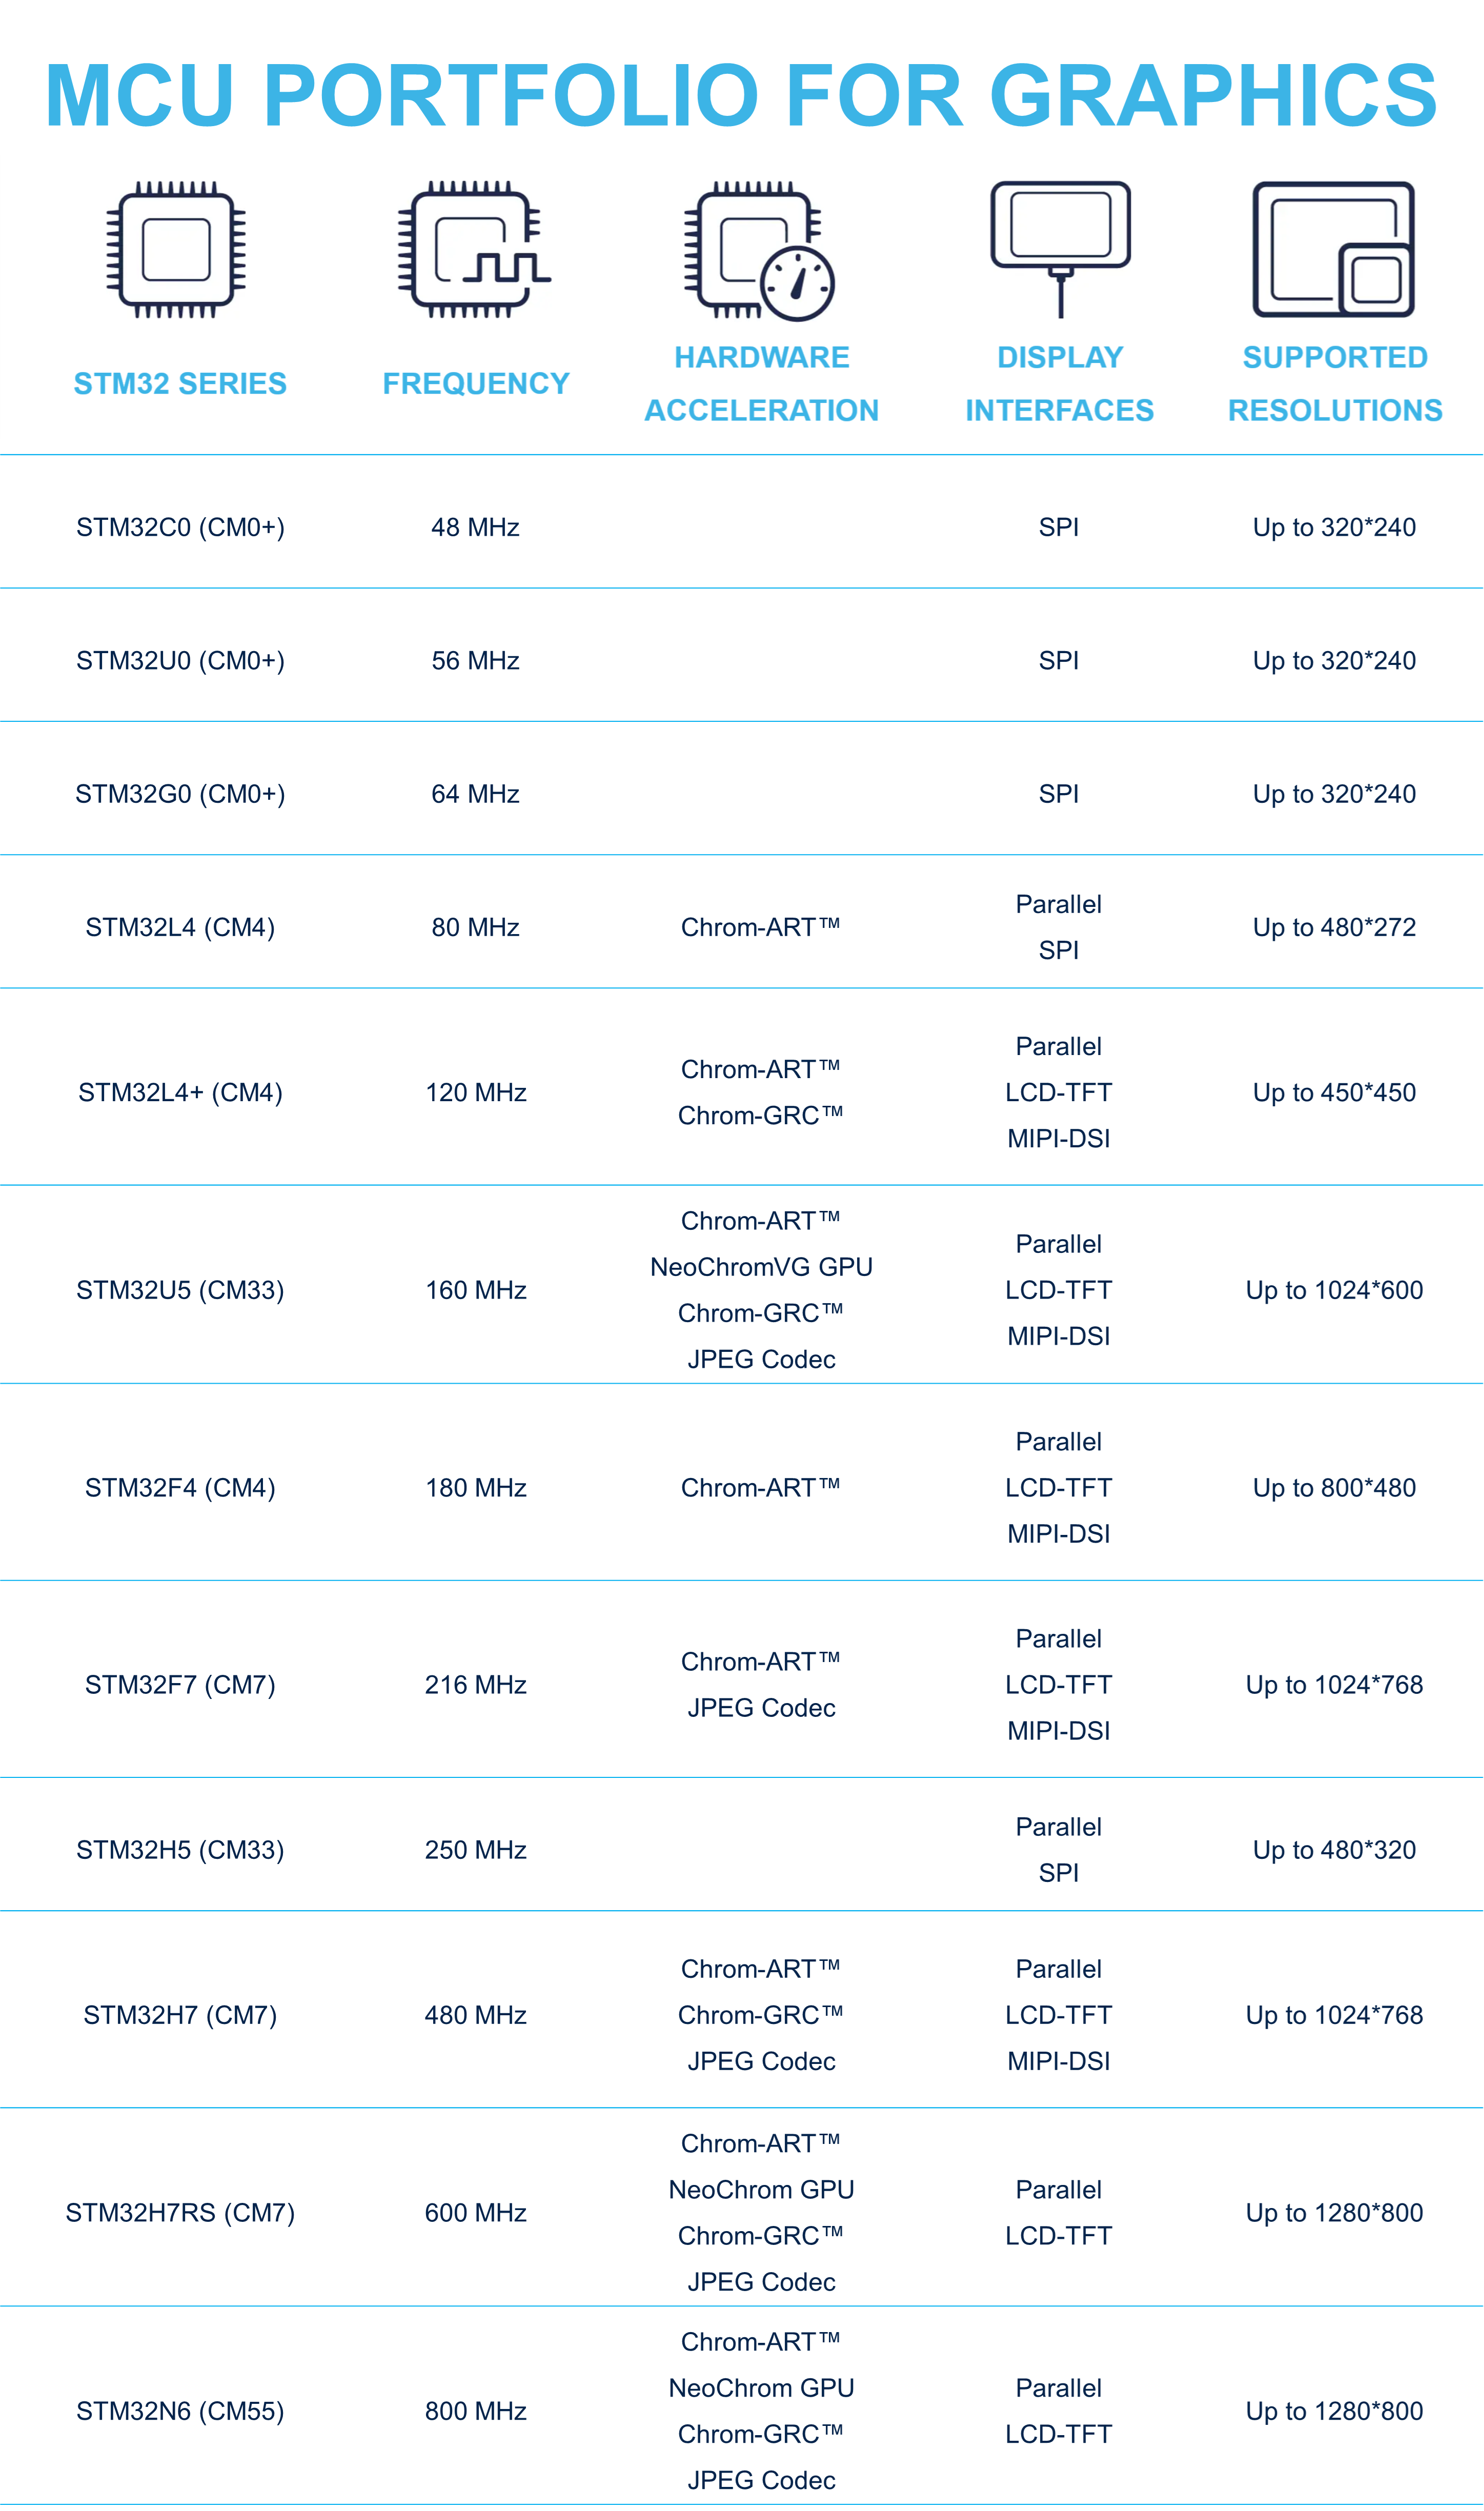 MCU PORTFOLIO FOR GRAPHICS
STM32 SERIES
FREQUENCY
HARDWARE
ACCELERATION
DISPLAY
INTERFACES
SUPPORTED
RESOLUTIONS
STM32C0 (CM0+)
48 MHz
SPI
Up to 320*240
STM32U0 (CM0+)
56 MHz
SPI
Up to 320*240
STM32G0 (CM0+)
64 MHz
SPI
Up to 320*240
STM32L4 (CM4)
80 MHz
Chrom-ART™
Parallel
SPI
Up to 480*272
STM32L4+ (CM4)
120 MHz
Chrom-ART™
Chrom-GRC™
Parallel
LCD-TFT
MIPI-DSI
Up to 450*450
STM32U5 (CM33)
160 MHz
Chrom-ART™
NeoChromVG GPU
Chrom-GRC™
JPEG Codec
Parallel
LCD-TFT
MIPI-DSI
Up to 1024*600
STM32F4 (CM4)
180 MHz
Chrom-ART™
Parallel
LCD-TFT
MIPI-DSI
Up to 800*480
STM32F7 (CM7)
216 MHz
Chrom-ART™
JPEG Codec
Parallel
LCD-TFT
MIPI-DSI
Up to 1024*768
STM32H5 (CM33)
250 MHz
Parallel
SPI
Up to 480*320
STM32H7 (CM7)
480 MHz
Chrom-ART™
Chrom-GRC™
JPEG Codec
Parallel
LCD-TFT
MIPI-DSI
Up to 1024*768
STM32H7RS (CM7)
600 MHz
Chrom-ART™
NeoChrom GPU
Chrom-GRC™
JPEG Codec
Parallel
LCD-TFT
Up to 1280*800
STM32N6 (CM55)
800 MHz
Chrom-ART™
NeoChrom GPU
Chrom-GRC™
JPEG Codec
Parallel
LCD-TFT
Up to 1280*800